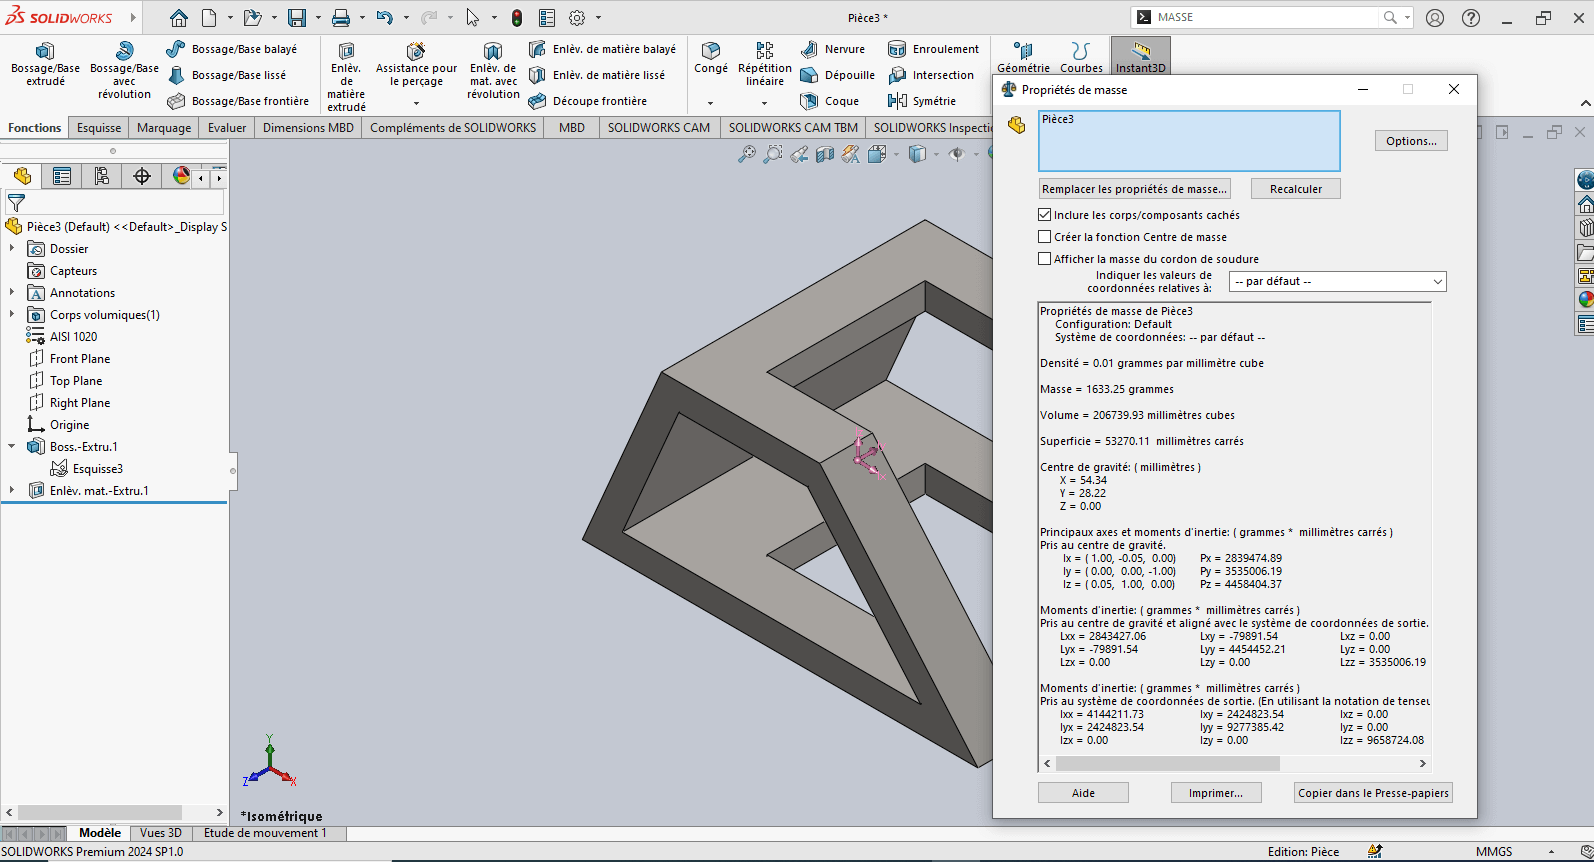 SOLIDWORKS
Pièce3 *
MASSE
Bossage/Base extrudé
Bossage/Base avec révolution
Bossage/Base balayé
Bossage/Base lissé
Bossage/Base frontière
Enlèv. de matière extrudé
Assistance pour le perçage
Enlèv. de mat. avec révolution
Enlèv. de matière balayé
Enlèv. de matière lissé
Découpe frontière
Congé
Répétition linéaire
Nervure
Dépouille
Coque
Enroulement
Intersection
Symétrie
Géométrie
Courbes
Instant3D
Fonctions
Esquisse
Marquage
Evaluer
Dimensions MBD
Compléments de SOLIDWORKS
MBD
SOLIDWORKS CAM
SOLIDWORKS CAM TBM
SOLIDWORKS Inspecti
Pièce3 (Default) <<Default>_Display S
Dossier
Capteurs
Annotations
Corps volumiques(1)
AISI 1020
Front Plane
Top Plane
Right Plane
Origine
Boss.-Extru.1
Esquisse3
Enlèv. mat.-Extru.1
Y
Z
X
*Isométrique
Propriétés de masse
Pièce3
Options...
Remplacer les propriétés de masse...
Recalculer
Inclure les corps/composants cachés
Créer la fonction Centre de masse
Afficher la masse du cordon de soudure
Indiquer les valeurs de coordonnées relatives à:
-- par défaut --
Propriétés de masse de Pièce3
Configuration: Default
Système de coordonnées: -- par défaut --
Densité = 0.01 grammes par millimètre cube
Masse = 1633.25 grammes
Volume = 206739.93 millimètres cubes
Superficie = 53270.11 millimètres carrés
Centre de gravité: ( millimètres )
X = 54.34
Y = 28.22
Z = 0.00
Principaux axes et moments d'inertie: ( grammes * millimètres carrés )
Pris au centre de gravité.
Ix = ( 1.00, -0.05, 0.00) Px = 2839474.89
Iy = ( 0.00, 0.00, -1.00) Py = 3535006.19
Iz = ( 0.05, 1.00, 0.00) Pz = 4458404.37
Moments d'inertie: ( grammes * millimètres carrés )
Pris au centre de gravité et aligné avec le système de coordonnées de sortie.
Lxx = 2843427.06 Lxy = -79891.54 Lxz = 0.00
Lyx = -79891.54 Lyy = 4454452.21 Lyz = 0.00
Lzx = 0.00 Lzy = 0.00 Lzz = 3535006.19
Moments d'inertie: ( grammes * millimètres carrés )
Pris au système de coordonnées de sortie. (En utilisant la notation de tenseu
Ixx = 4144211.73 Ixy = 2424823.54 Ixz = 0.00
Iyx = 2424823.54 Iyy = 9277385.42 Iyz = 0.00
Izx = 0.00 Izy = 0.00 Izz = 9658724.08
Aide
Imprimer...
Copier dans le Presse-papiers
Modèle
Vues 3D
Etude de mouvement 1
SOLIDWORKS Premium 2024 SP1.0
Edition: Pièce
MMGS